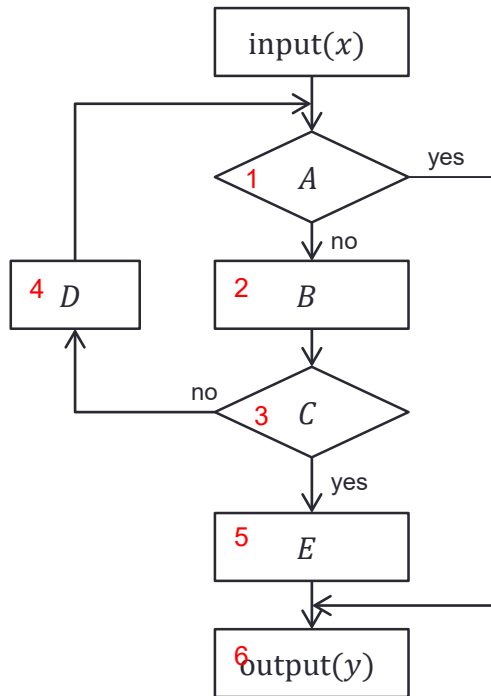 input(x)
1 A
yes
no
4 D
2 B
no
3 C
yes
5 E
6 output(y)